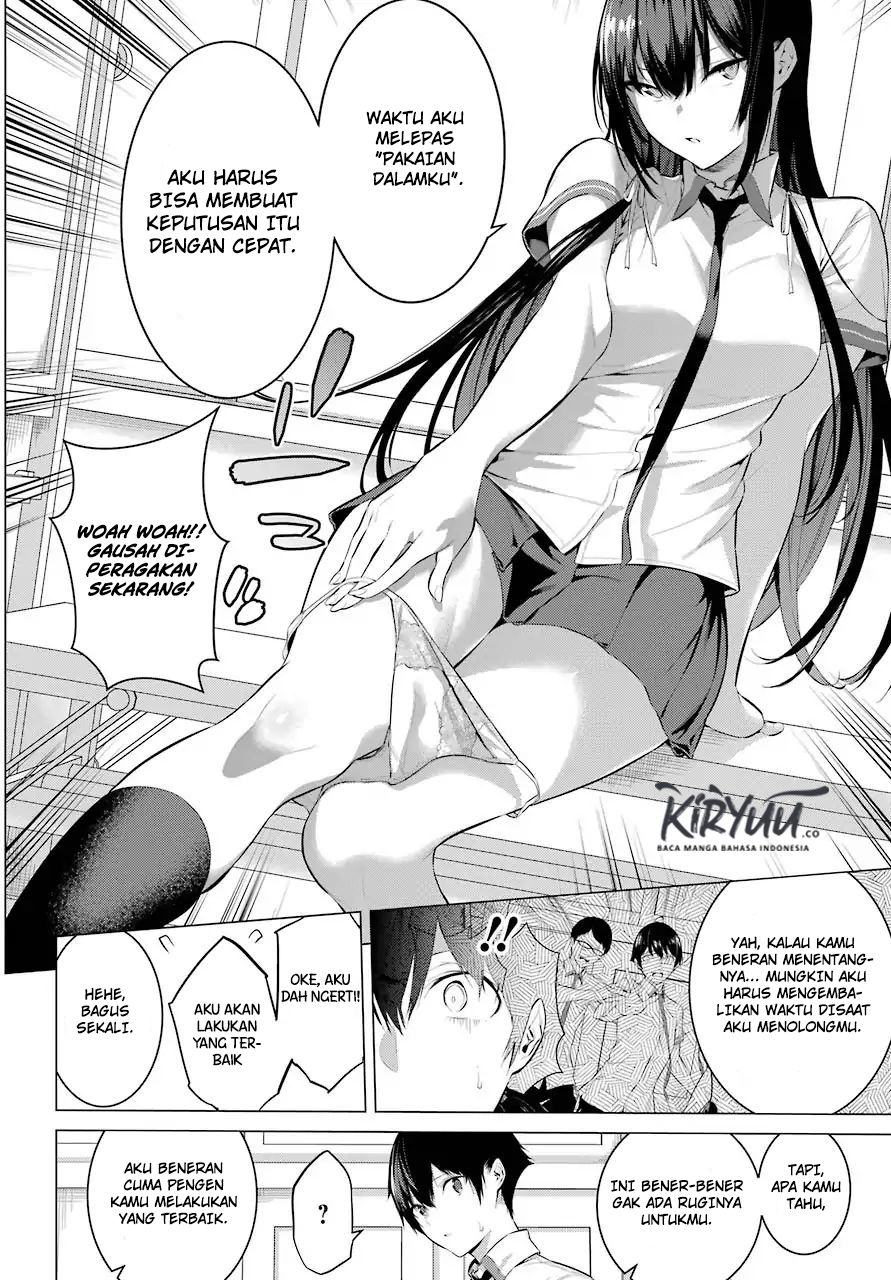 WAKTU AKU
MELEPAS
"PAKAIAN
DALAMKU".
AKU HARUS
BISA MEMBUAT
KEPUTUSAN ITU
DENGAN CEPAT.
WOAH WOAH!!
GAUSAH DI-
PERAGAKAN
SEKARANG!
KIRYUU.CO
BACA MANGA BAHASA INDONESIA
YAH, KALAU KAMU
BENERAN MENENTANG-
NYA... MUNGKIN AKU
HARUS MENGEMBA-
LIKAN WAKTU DISAAT
AKU MENOLONGMU.
!!
OKE, AKU
DAH NGERTI!
AKU AKAN
LAKUKAN
YANG TER-
BAIK
HEHE,
BAGUS
SEKALI.
TAPI,
APA KAMU
TAHU,
INI BENER-BENER
GAK ADA RUGINYA
UNTUKMU.
?
AKU BENERAN
CUMA PENGEN
KAMU MELAKUKAN
YANG TERBAIK.